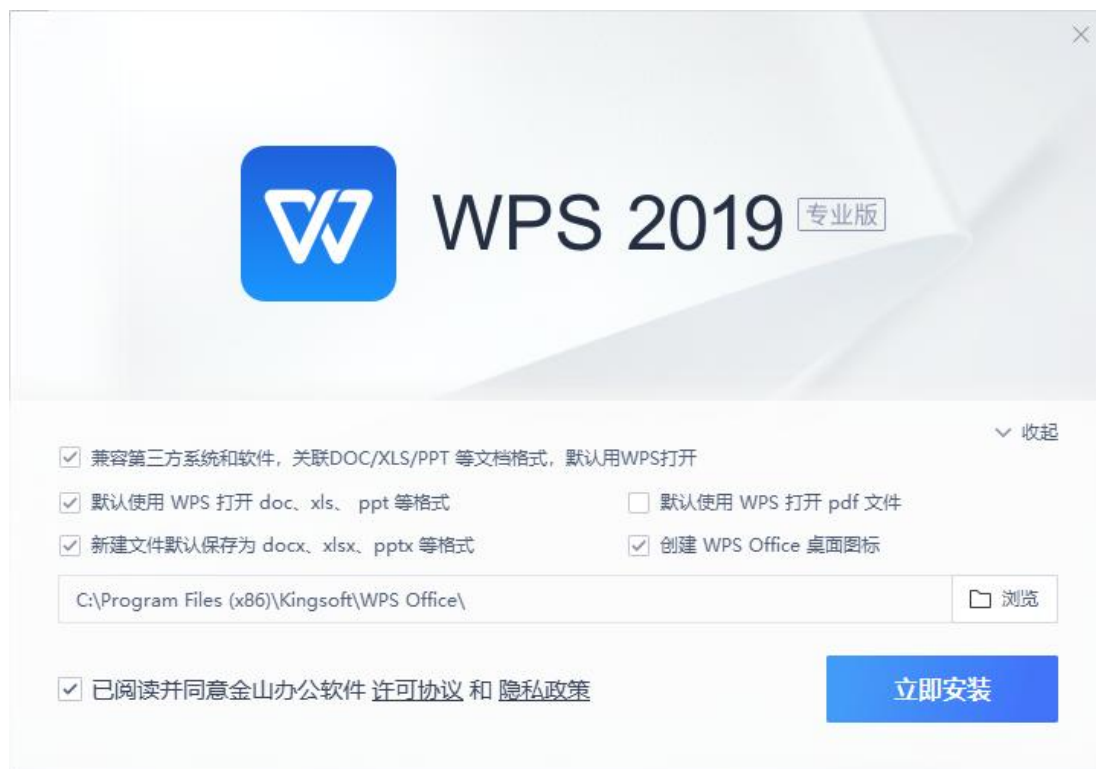 WPS 2019 专业版
收起
兼容第三方系统和软件，关联DOC/XLS/PPT 等文档格式，默认用WPS打开
默认使用 WPS 打开 doc、xls、 ppt 等格式
默认使用 WPS 打开 pdf 文件
新建文件默认保存为 docx、xlsx、pptx 等格式
创建 WPS Office 桌面图标
C:\Program Files (x86)\Kingsoft\WPS Office\
浏览
已阅读并同意金山办公软件 许可协议 和 隐私政策
立即安装